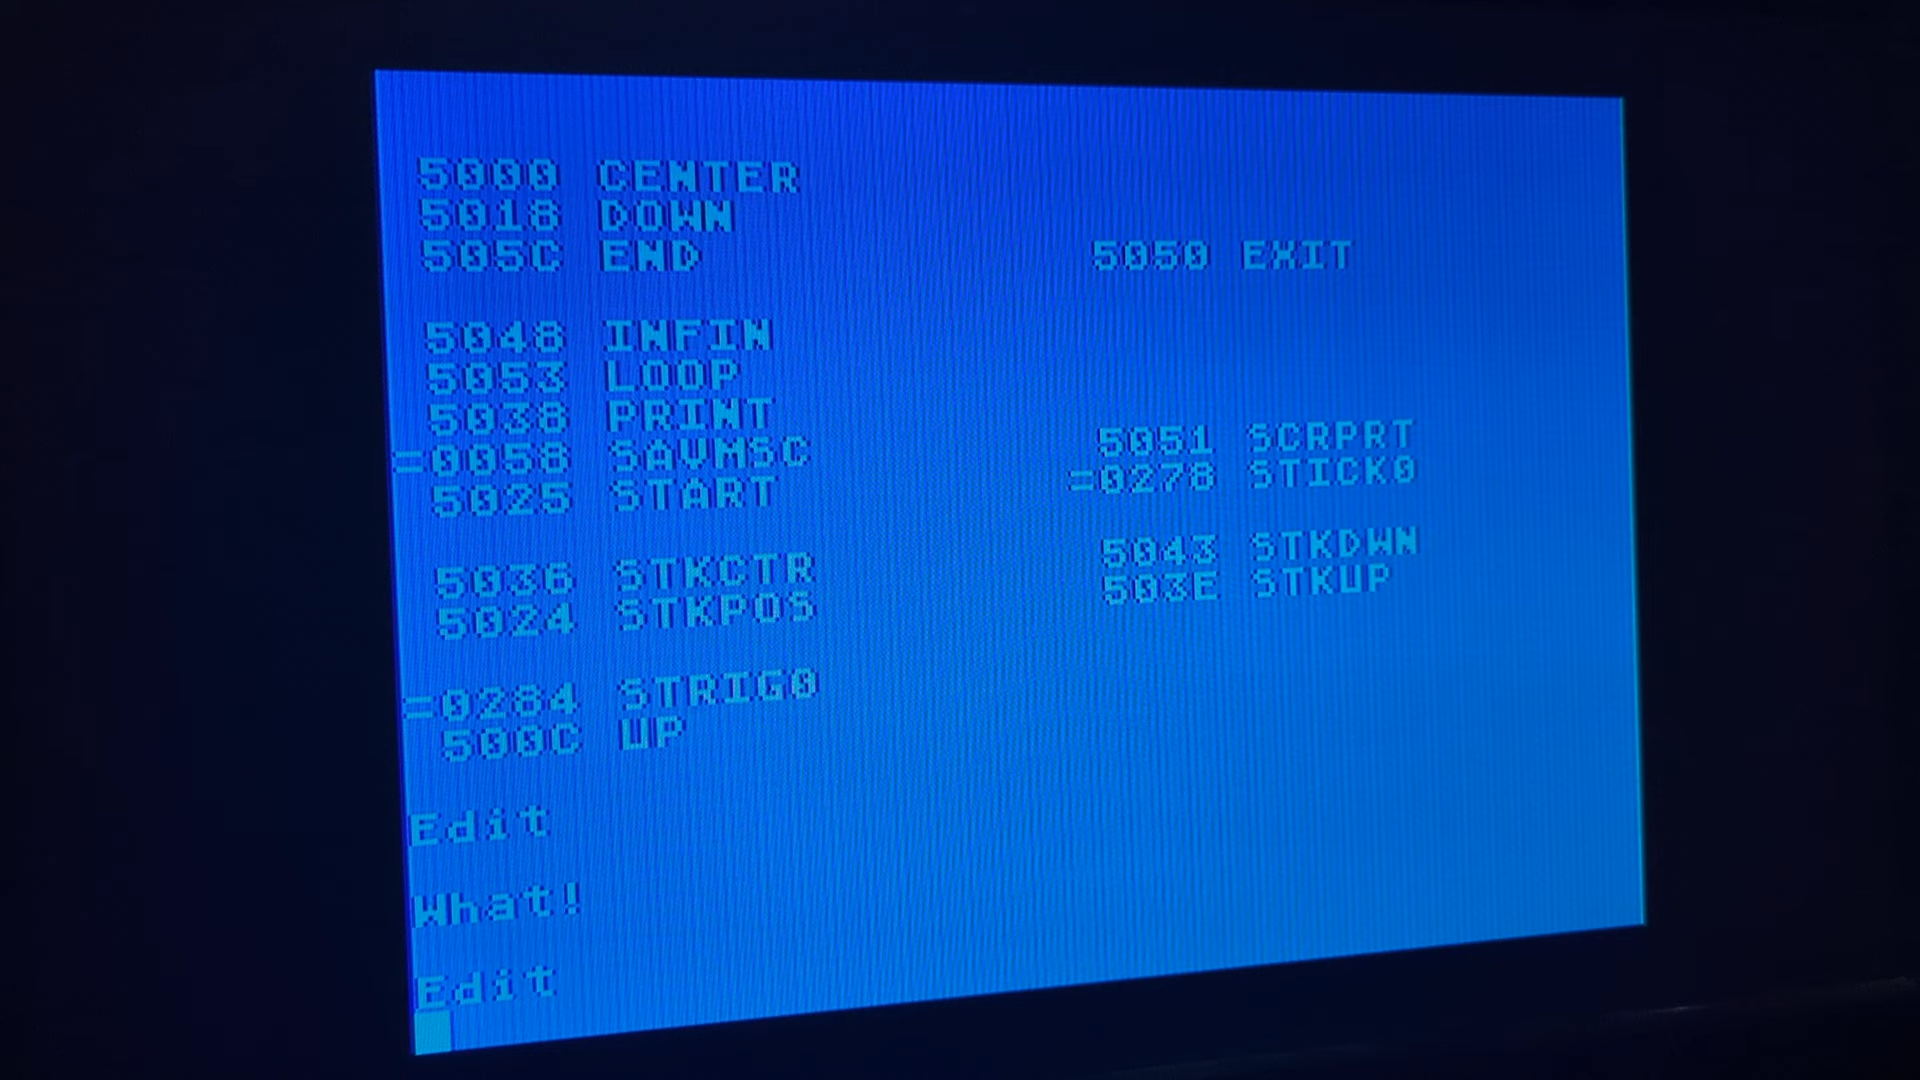 5000 CENTER
5018 DOWN
505C END 5050 EXIT
5048 INFIN
5053 LOOP
5038 PRINT
=0058 SAVMSC 5051 SCRPRT
5025 START =0278 STICK0
5036 STKCTR 5043 STKDWN
5024 STKPOS 503E STKUP
=0284 STRIG0
500C UP
Edit
What!
Edit